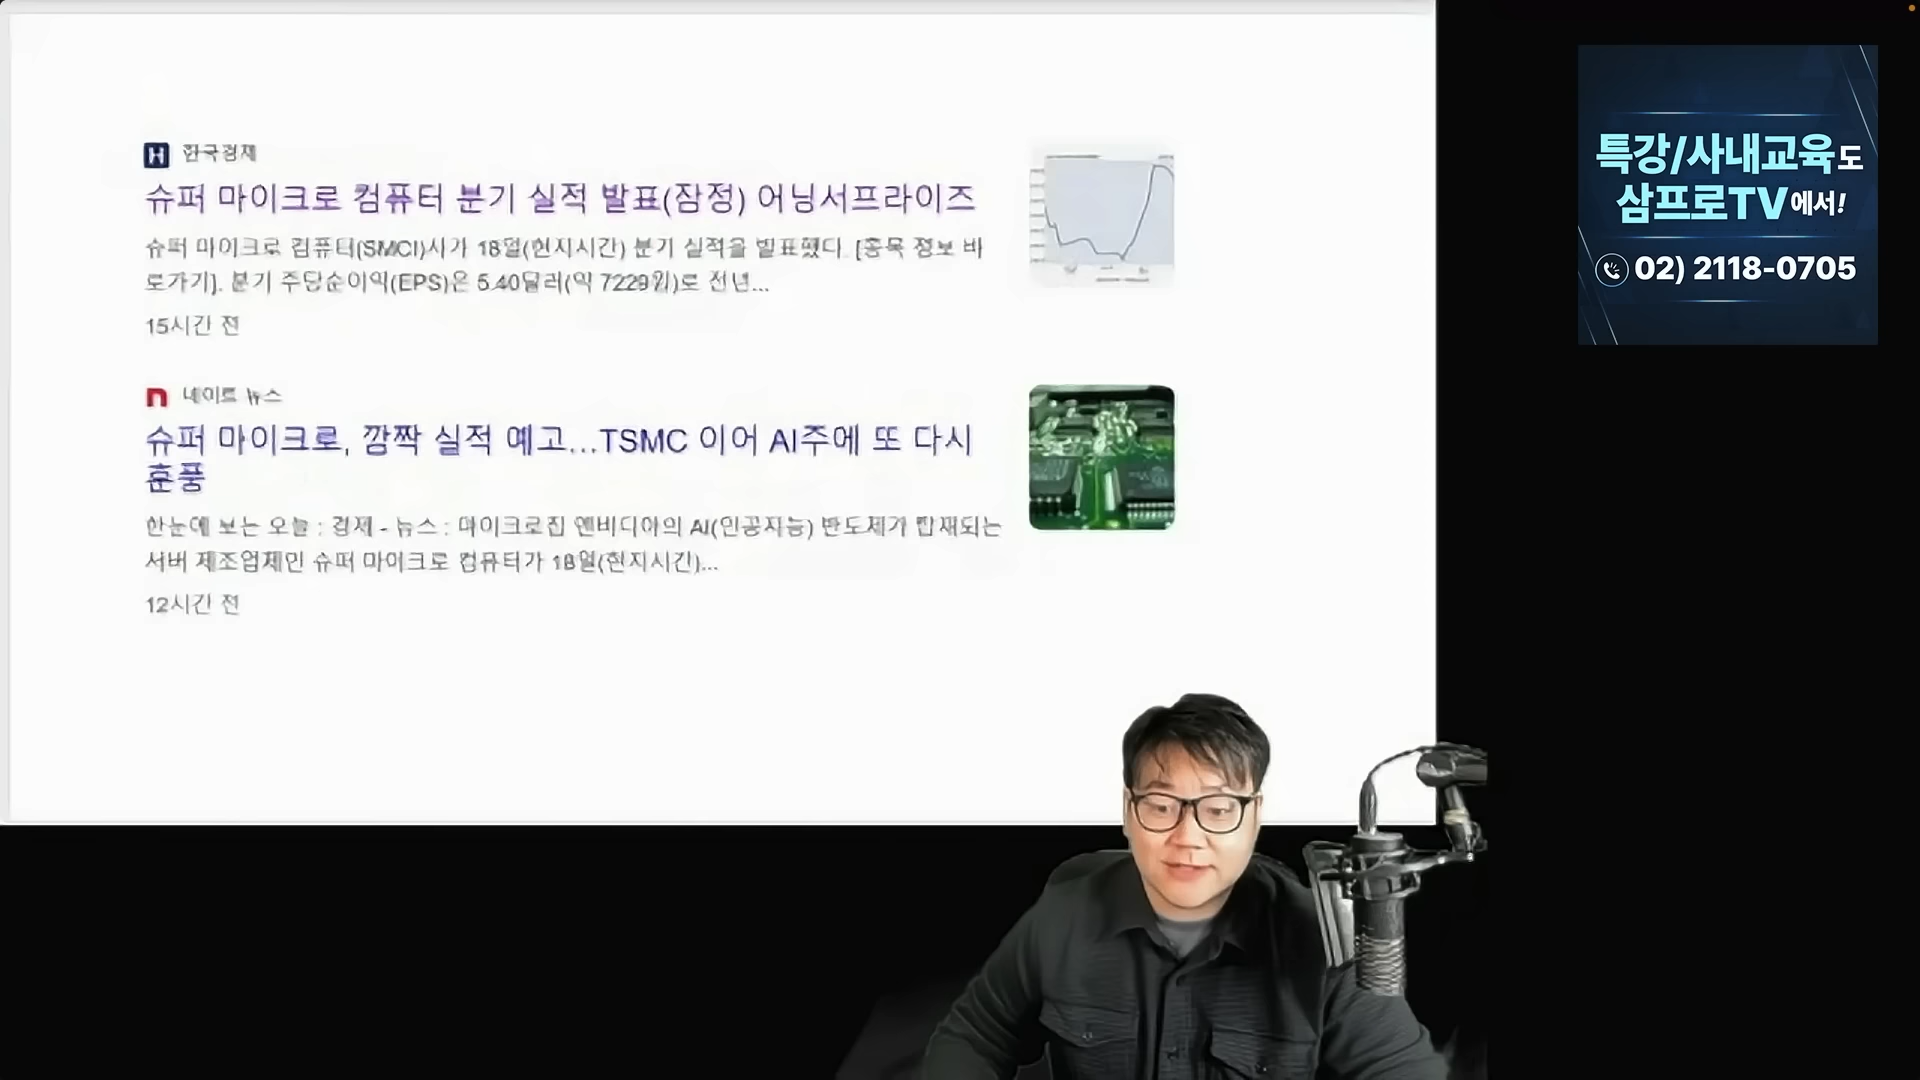 한국경제
슈퍼 마이크로 컴퓨터 분기 실적 발표(잠정) 어닝서프라이즈
슈퍼 마이크로 컴퓨터(SMCI)사가 18일(현지시간) 분기 실적을 발표했다. [종목 정보 바
로가기]. 분기 주당순이익(EPS)은 5.40달러(약 7229원)로 전년...
15시간 전
네이트 뉴스
슈퍼 마이크로, 깜짝 실적 예고...TSMC 이어 AI주에 또 다시
훈풍
한눈에 보는 오늘 : 경제 - 뉴스 : 마이크로칩 엔비디아의 AI(인공지능) 반도체가 탑재되는
서버 제조업체인 슈퍼 마이크로 컴퓨터가 18일(현지시간)...
12시간 전
특강/사내교육도
삼프로TV에서!
02) 2118-0705